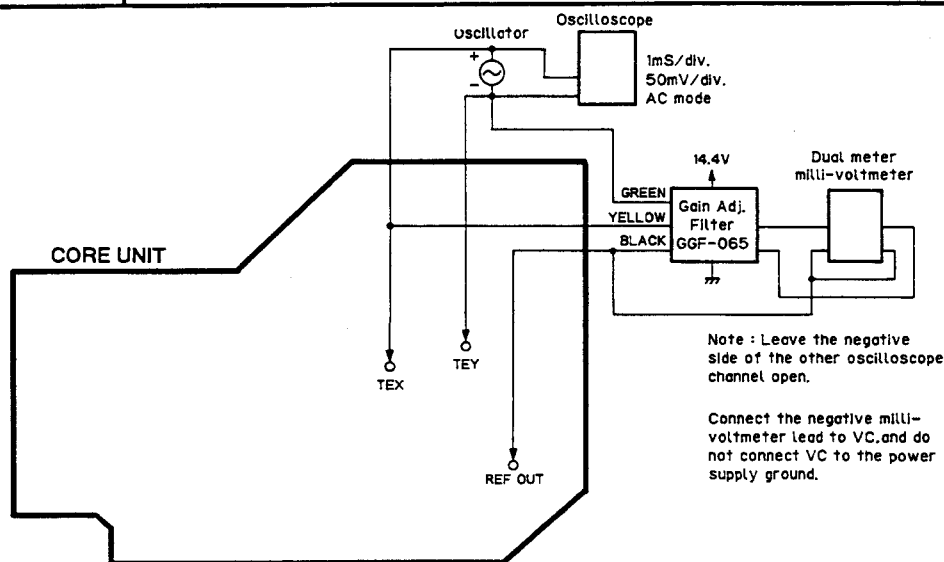 Oscilloscope
Oscillator
+
−
1mS/div.
50mV/div.
AC mode
14.4V
Dual meter
milli-voltmeter
GREEN
YELLOW
BLACK
Gain Adj.
Filter
GGF-065
CORE UNIT
TEX
TEY
REF OUT
Note : Leave the negative
side of the other oscilloscope
channel open.
Connect the negative milli-
voltmeter lead to VC,and do
not connect VC to the power
supply ground.